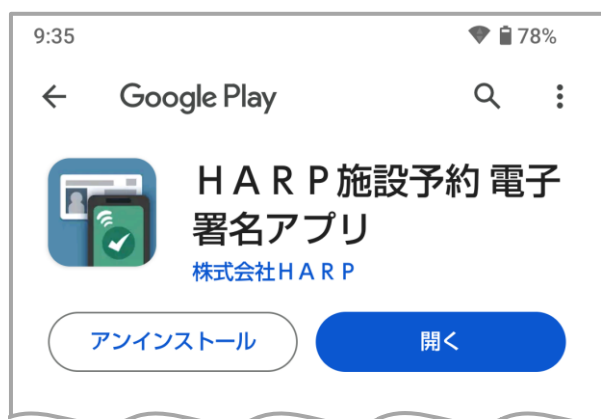 9:35 78%
Google Play
ＨＡＲＰ施設予約 電子
署名アプリ
株式会社ＨＡＲＰ
アンインストール 開く